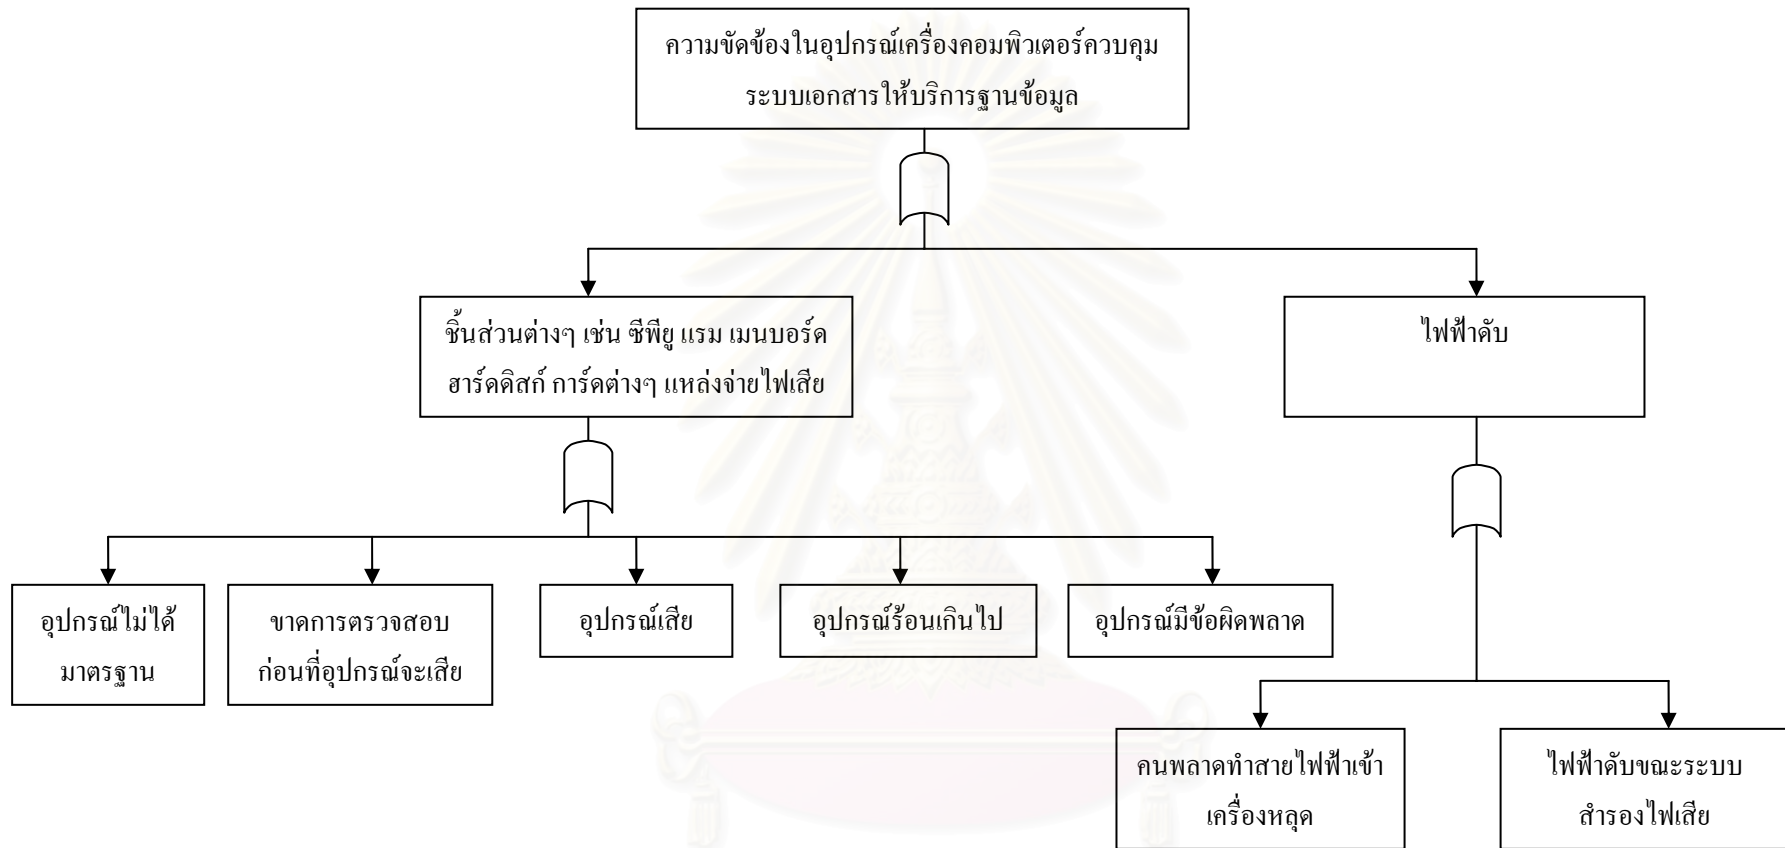 ความขัดข้องในอุปกรณ์เครื่องคอมพิวเตอร์ควบคุม
ระบบเอกสารให้บริการฐานข้อมูล
ชิ้นส่วนต่างๆ เช่น ซีพียู แรม เมนบอร์ด
ฮาร์ดดิสก์ การ์ดต่างๆ แหล่งจ่ายไฟเสีย
ไฟฟ้าดับ
อุปกรณ์ไม่ได้
มาตรฐาน
ขาดการตรวจสอบ
ก่อนที่อุปกรณ์จะเสีย
อุปกรณ์เสีย
อุปกรณ์ร้อนเกินไป
อุปกรณ์มีข้อผิดพลาด
คนพลาดทำสายไฟฟ้าเข้า
เครื่องหลุด
ไฟฟ้าดับขณะระบบ
สำรองไฟเสีย